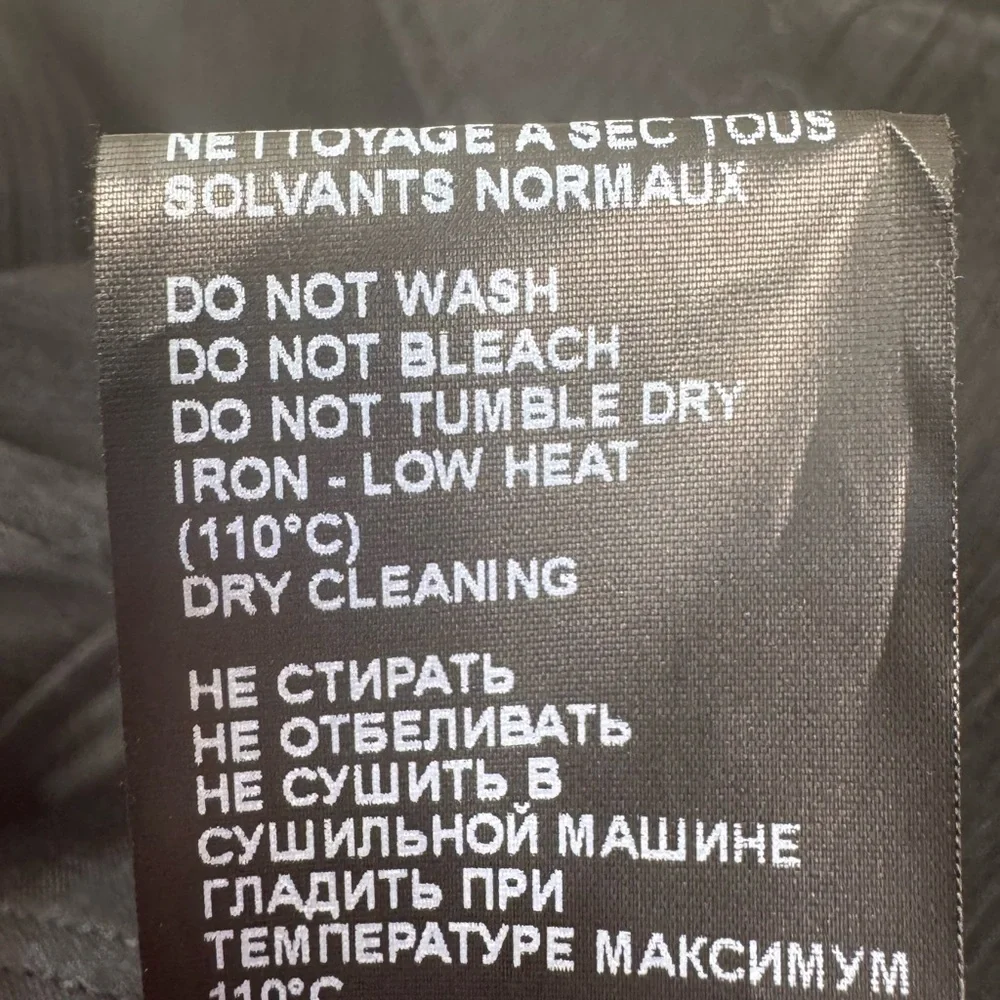 NETTOYAGE A SEC TOUS
SOLVANTS NORMAUX
DO NOT WASH
DO NOT BLEACH
DO NOT TUMBLE DRY
IRON - LOW HEAT
(110°C)
DRY CLEANING
НЕ СТИРАТЬ
НЕ ОТБЕЛИВАТЬ
НЕ СУШИТЬ В
СУШИЛЬНОЙ МАШИНЕ
ГЛАДИТЬ ПРИ
ТЕМПЕРАТУРЕ МАКСИМУМ
110°C